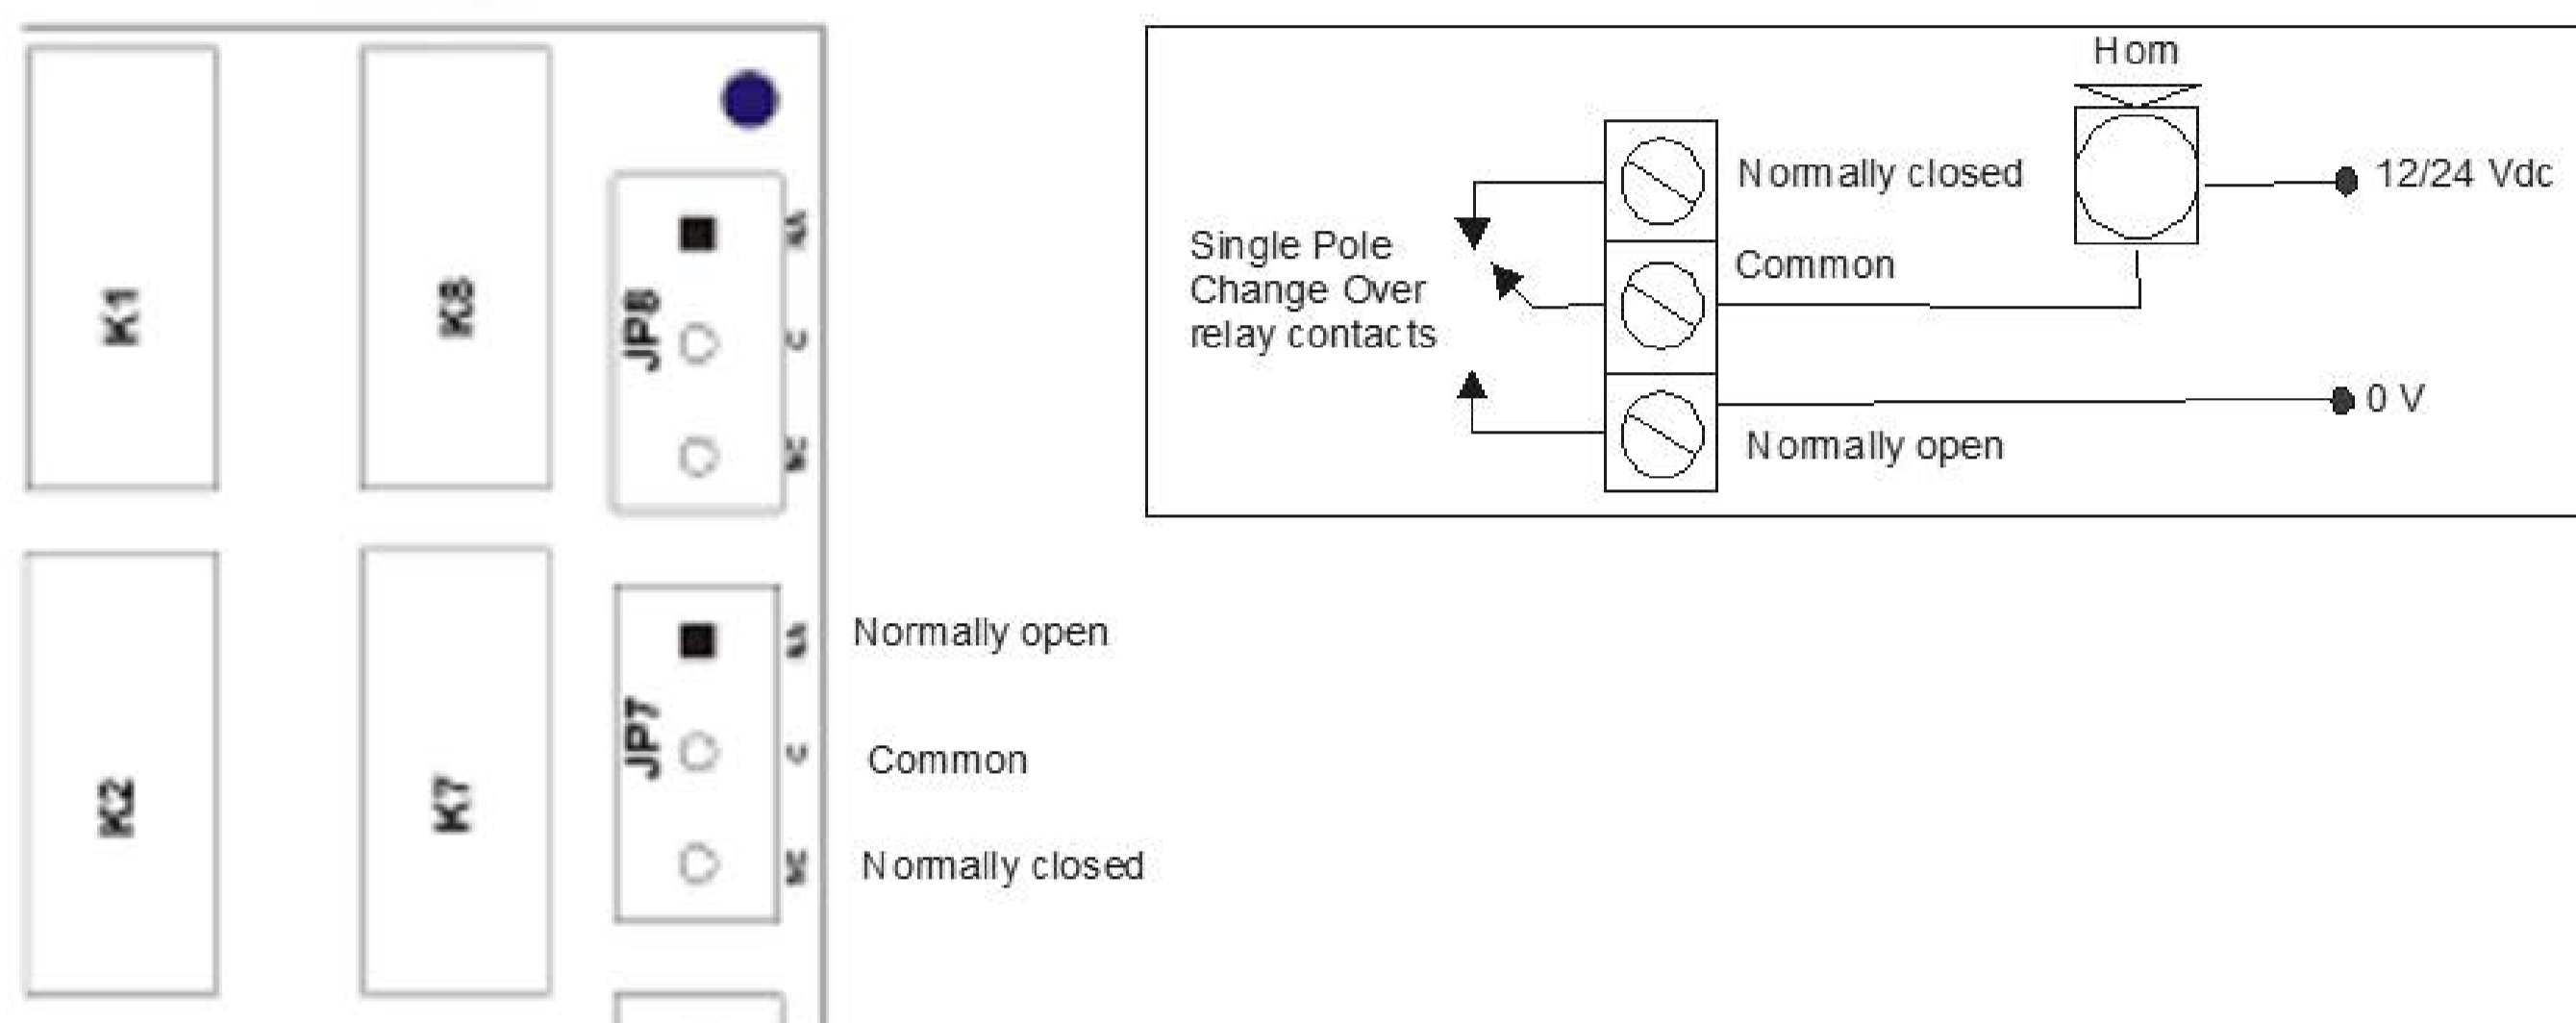 K1
K8
JP8
C
K2
K7
JP7
C
Normally open
Common
Normally closed
Horn
Normally closed
12/24 Vdc
Single Pole
Change Over
relay contacts
Common
0 V
Normally open